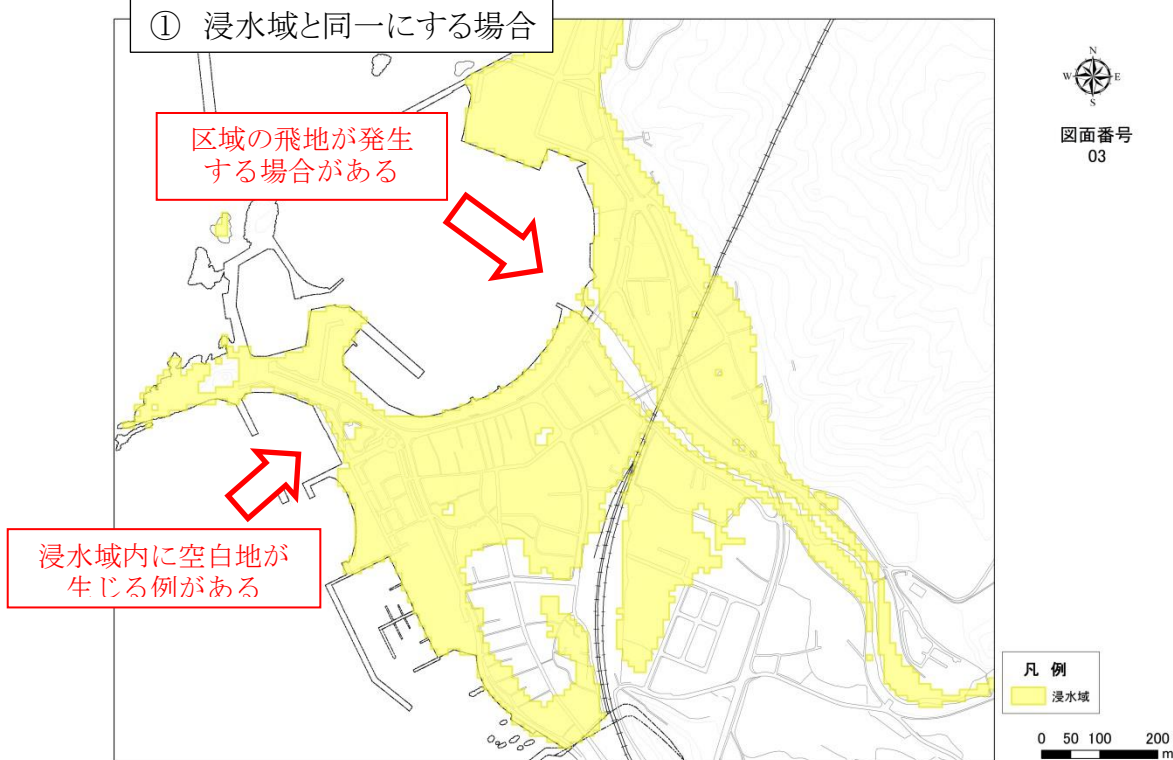 ① 浸水域と同一にする場合
区域の飛地が発生
する場合がある
浸水域内に空白地が
生じる例がある
N
W E
S
図面番号
03
凡 例
浸水域
0 50 100 200
m